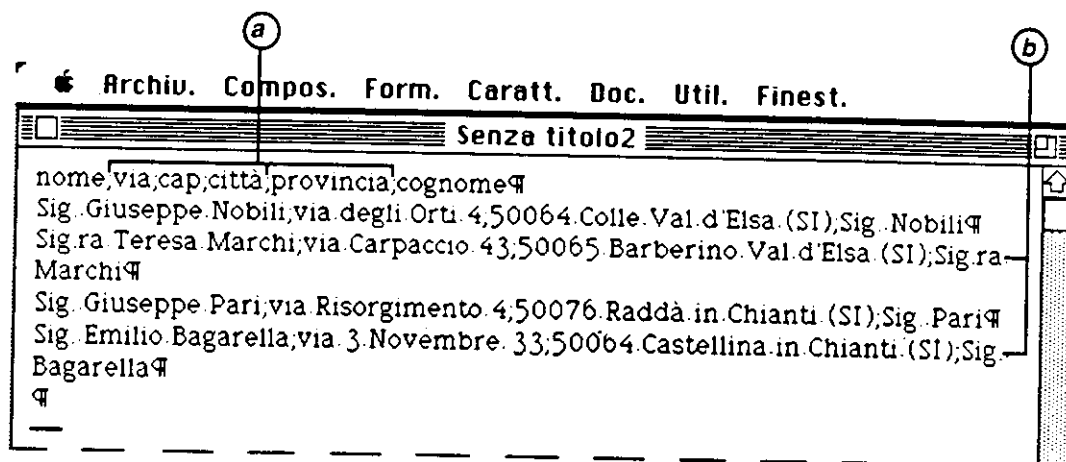 a b
Archiv. Compos. Form. Caratt. Doc. Util. Finest.
Senza titolo2
nome;via;cap;città;provincia;cognome¶
Sig..Giuseppe.Nobili;via.degli.Orti.4;50064.Colle.Val.d'Elsa.(SI);Sig..Nobili¶
Sig.ra.Teresa.Marchi;via.Carpaccio.43;50065.Barberino.Val.d'Elsa.(SI);Sig.ra.
Marchi¶
Sig..Giuseppe.Pari;via.Risorgimento.4;50076.Raddà.in.Chianti.(SI);Sig..Pari¶
Sig..Emilio.Bagarella;via.3.Novembre.33;50064.Castellina.in.Chianti.(SI);Sig..
Bagarella¶
¶